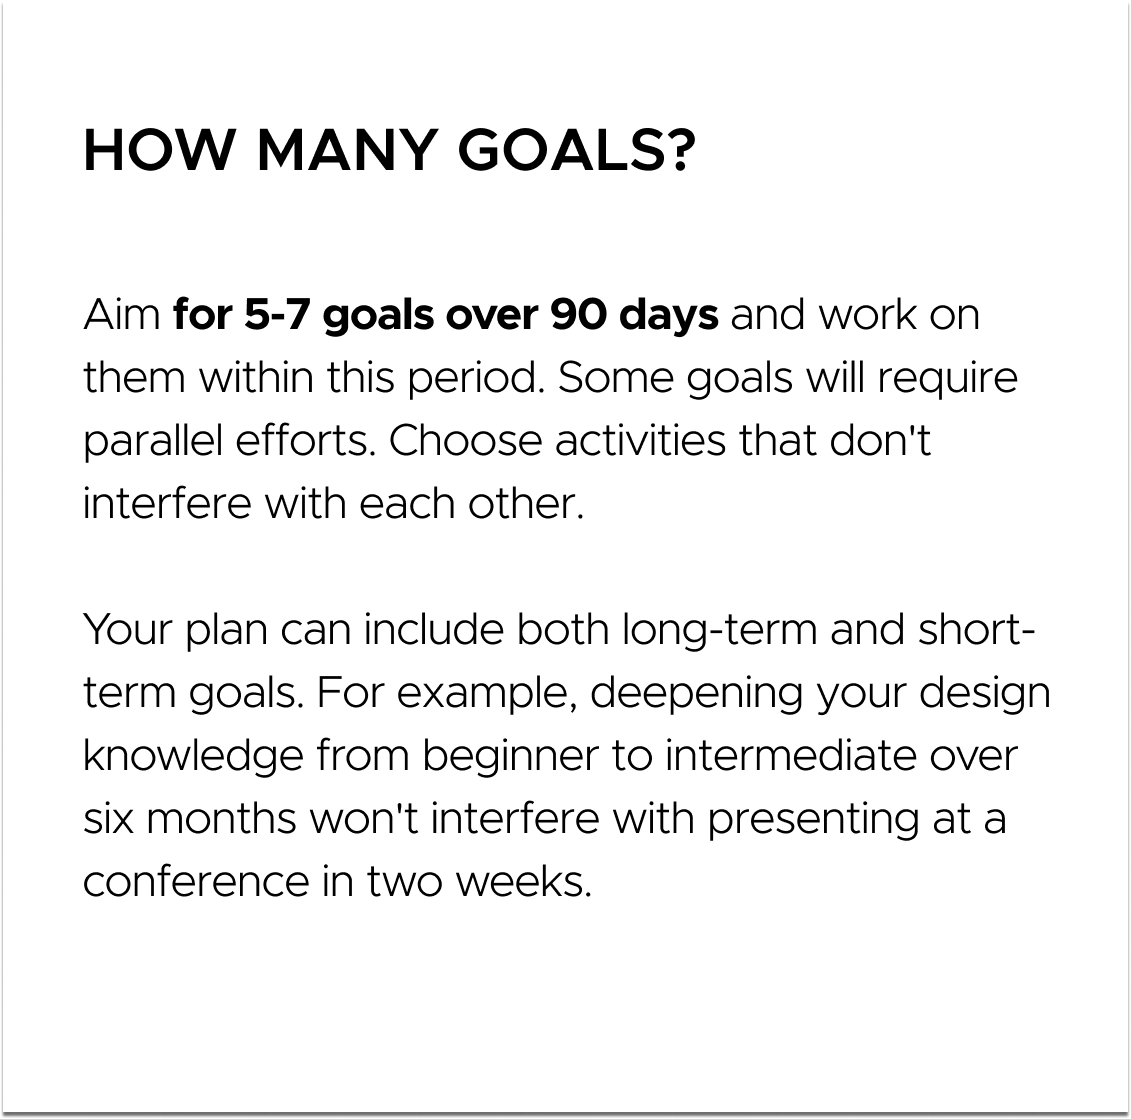 HOW MANY GOALS?
Aim for 5-7 goals over 90 days and work on
them within this period. Some goals will require
parallel efforts. Choose activities that don't
interfere with each other.
Your plan can include both long-term and short-
term goals. For example, deepening your design
knowledge from beginner to intermediate over
six months won't interfere with presenting at a
conference in two weeks.